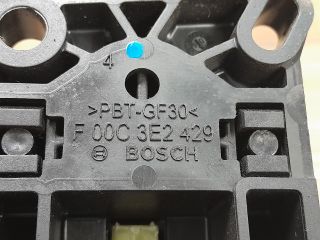 4
>PBT-GF30<
F 00C 3E2 429
BOSCH